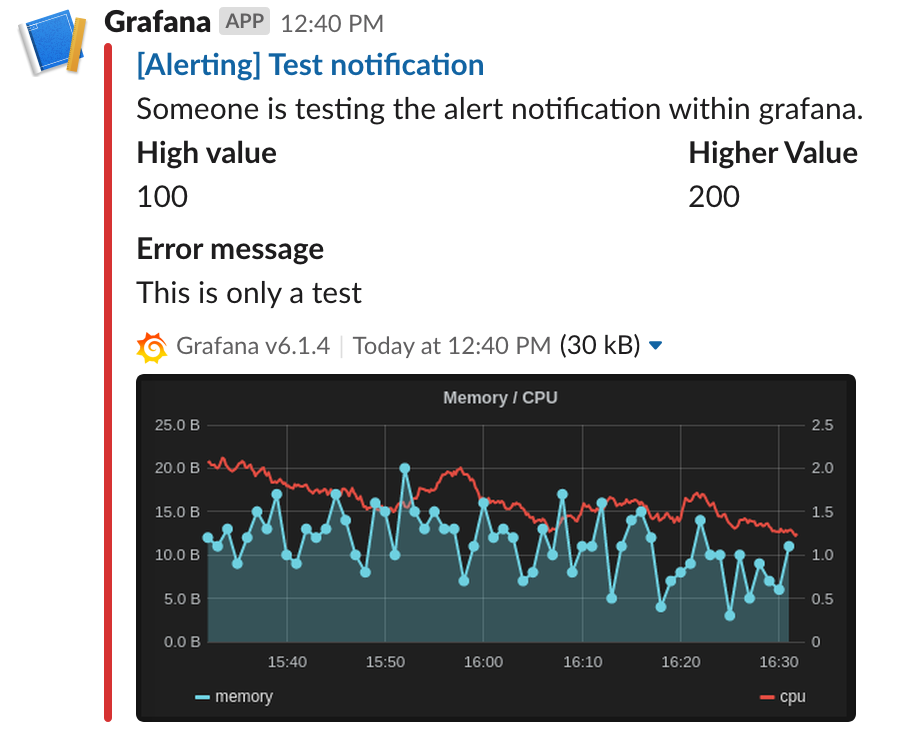 Grafana APP 12:40 PM
[Alerting] Test notification
Someone is testing the alert notification within grafana.
High value Higher Value
100 200
Error message
This is only a test
Grafana v6.1.4 | Today at 12:40 PM (30 kB)
Memory / CPU
25.0 B 2.5
20.0 B 2.0
15.0 B 1.5
10.0 B 1.0
5.0 B 0.5
0.0 B 0
15:40 15:50 16:00 16:10 16:20 16:30
memory cpu